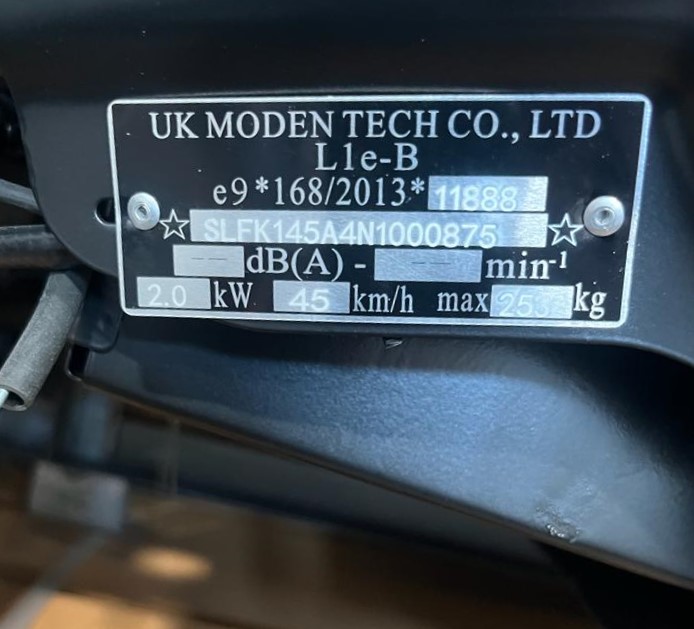 UK MODEN TECH CO., LTD
L1e-B
e9*168/2013*11888
☆ SLFK145A4N1000875 ☆
-- dB(A) - ---- min-1
2.0 kW 45 km/h max kg